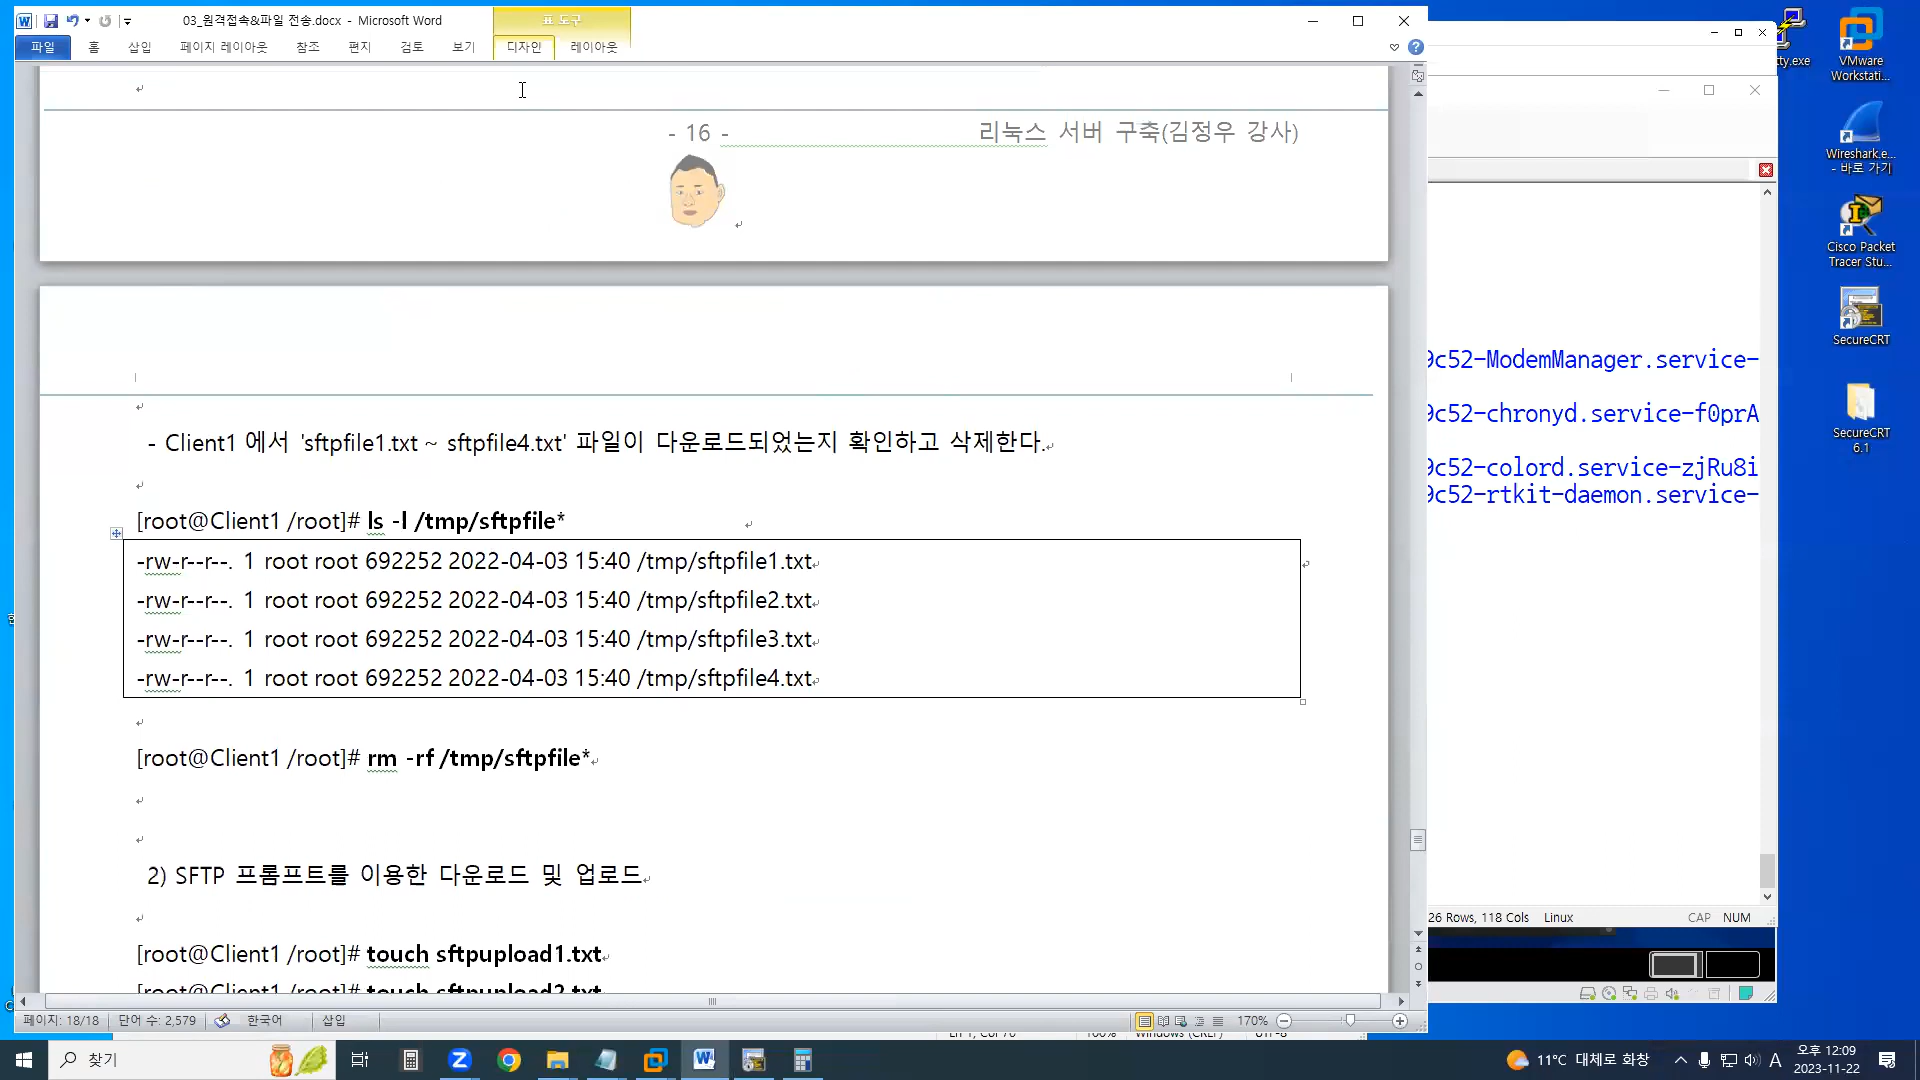 03_원격접속&파일 전송.docx - Microsoft Word
표 도구
파일 홈 삽입 페이지 레이아웃 참조 편지 검토 보기 디자인 레이아웃
- 16 - 리눅스 서버 구축(김정우 강사)
- Client1 에서 'sftpfile1.txt ~ sftpfile4.txt' 파일이 다운로드되었는지 확인하고 삭제한다.
[root@Client1 /root]# ls -l /tmp/sftpfile*
-rw-r--r--. 1 root root 692252 2022-04-03 15:40 /tmp/sftpfile1.txt
-rw-r--r--. 1 root root 692252 2022-04-03 15:40 /tmp/sftpfile2.txt
-rw-r--r--. 1 root root 692252 2022-04-03 15:40 /tmp/sftpfile3.txt
-rw-r--r--. 1 root root 692252 2022-04-03 15:40 /tmp/sftpfile4.txt
[root@Client1 /root]# rm -rf /tmp/sftpfile*
2) SFTP 프롬프트를 이용한 다운로드 및 업로드
[root@Client1 /root]# touch sftpupload1.txt
[root@Client1 /root]# touch sftpupload2.txt
페이지: 18/18 단어 수: 2,579 한국어 삽입 170%
9c52-ModemManager.service-
9c52-chronyd.service-f0prA
9c52-colord.service-zjRu8i
9c52-rtkit-daemon.service-
26 Rows, 118 Cols Linux CAP NUM
tty.exe
VMware
Workstati...
Wireshark.e...
- 바로 가기
Cisco Packet
Tracer Stu...
SecureCRT
SecureCRT
6.1
찾기
11°C 대체로 화창
A
오후 12:09
2023-11-22